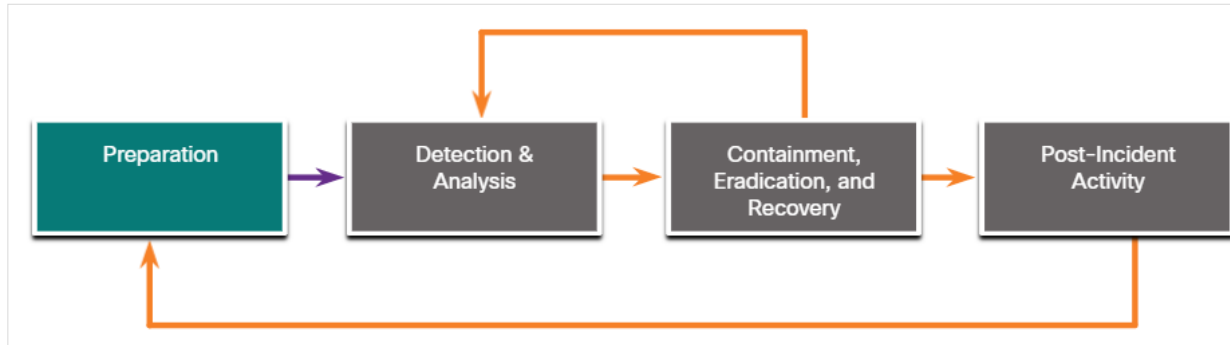 Preparation
Detection &
Analysis
Containment,
Eradication, and
Recovery
Post-Incident
Activity